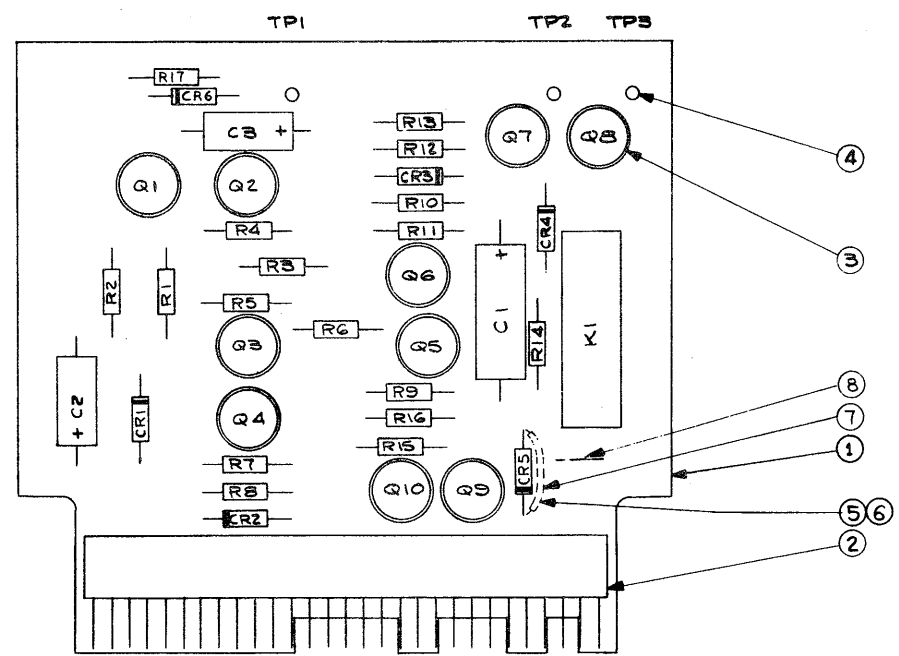 TP1 TP2 TP3
R17
CR6
C3 +
R13
R12
CR3
R10
R11
Q7
Q8
4
Q1
Q2
R4
CR4
3
R3
R2
R1
R5
Q6
+ C1
K1
R6
R14
Q3
Q5
+ C2
CR1
R9
8
Q4
R16
7
R15
1
R7
CR5
R8
Q10
Q9
5 6
CR2
2